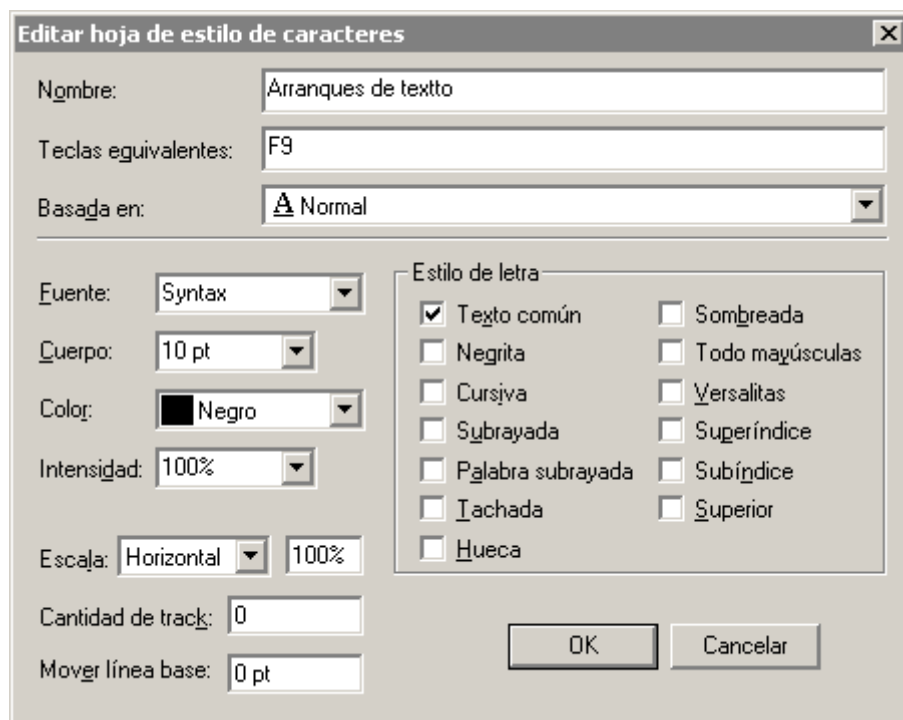 Editar hoja de estilo de caracteres
Nombre: Arranques de textto
Teclas eguivalentes: F9
Basada en: A Normal
Fuente: Syntax
Cuerpo: 10 pt
Color: Negro
Intensidad: 100%
Escala: Horizontal 100%
Cantidad de track: 0
Mover línea base: 0 pt
Estilo de letra
Texto común
Negrita
Cursiva
Subrayada
Palabra subrayada
Tachada
Hueca
Sombreada
Todo mayúsculas
Versalitas
Superíndice
Subíndice
Superior
OK
Cancelar